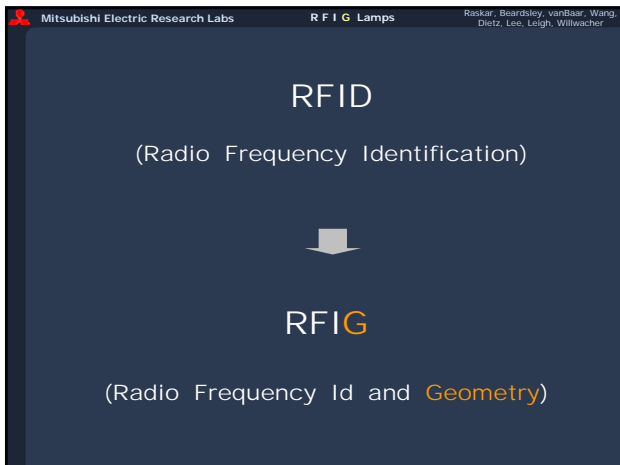 Mitsubishi Electric Research Labs
R F I G Lamps
Raskar, Beardsley, vanBaar, Wang,
Dietz, Lee, Leigh, Willwacher
RFID
(Radio Frequency Identification)
RFIG
(Radio Frequency Id and Geometry)